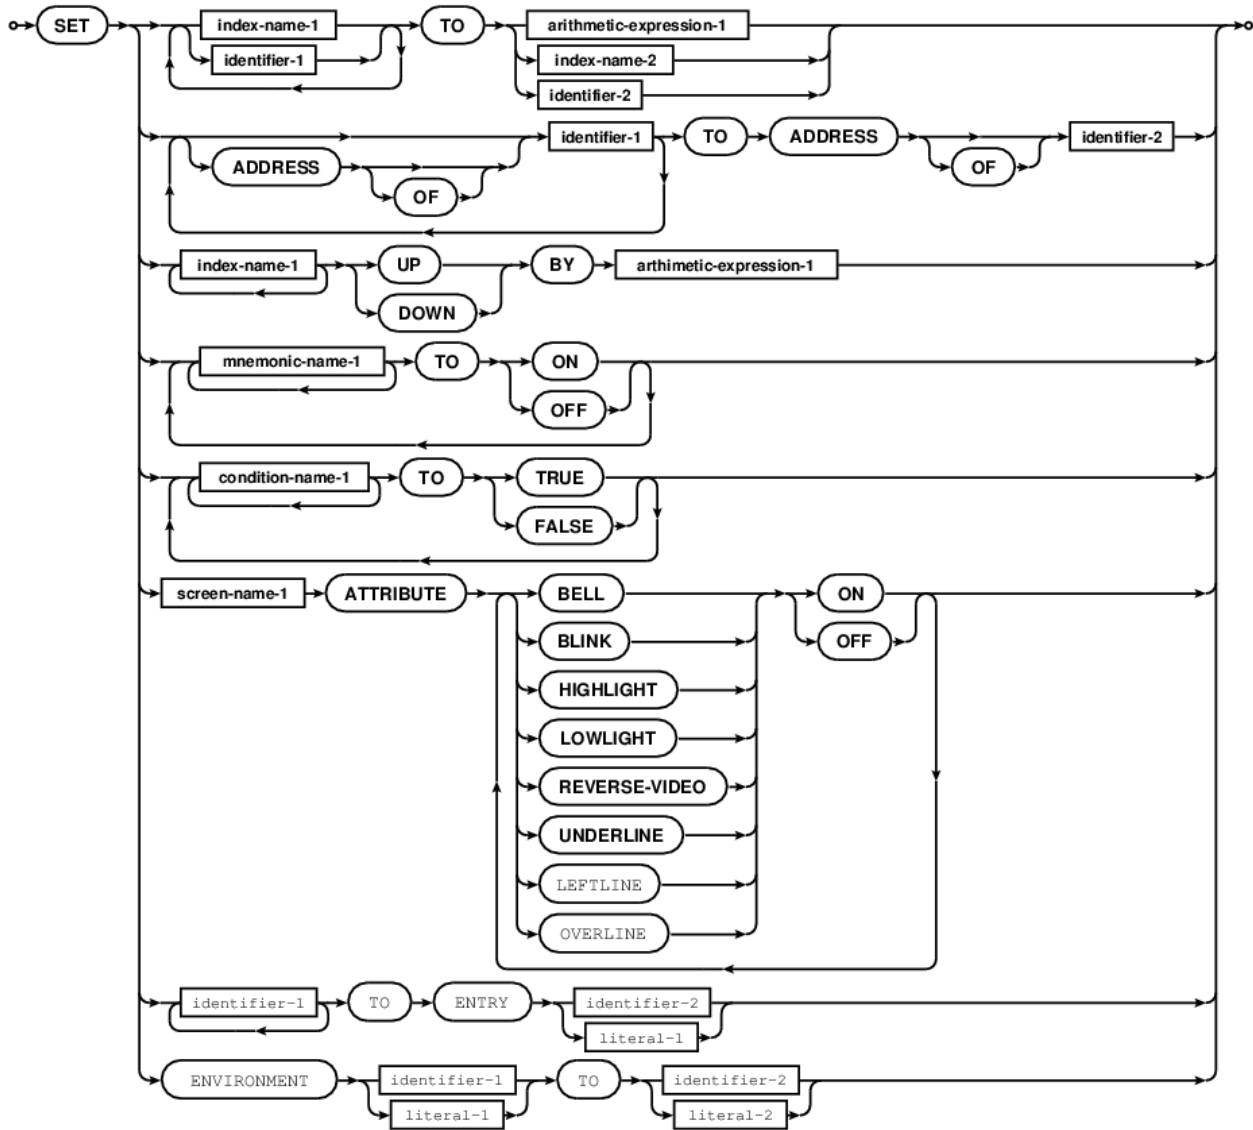 SET index-name-1 TO arithmetic-expression-1
identifier-1 index-name-2
identifier-2
identifier-1 TO ADDRESS identifier-2
ADDRESS OF
OF
index-name-1 UP BY arthimetic-expression-1
DOWN
mnemonic-name-1 TO ON
OFF
condition-name-1 TO TRUE
FALSE
screen-name-1 ATTRIBUTE BELL ON
BLINK OFF
HIGHLIGHT
LOWLIGHT
REVERSE-VIDEO
UNDERLINE
LEFTLINE
OVERLINE
identifier-1 TO ENTRY identifier-2
literal-1
ENVIRONMENT identifier-1 TO identifier-2
literal-1 literal-2